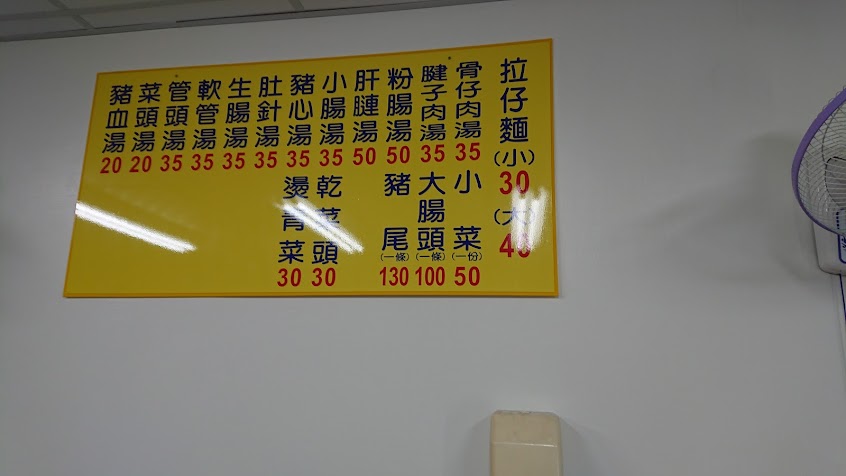 拉仔麵
(小)
30
(大)
40
骨仔肉湯
35
腱子肉湯
35
粉腸湯
50
肝腱湯
50
小腸湯
35
豬心湯
35
肚針湯
35
生腸湯
35
軟管湯
35
管頭湯
35
菜頭湯
20
豬血湯
20
小菜
(一份)
50
大腸頭
(一條)
100
豬尾
(一條)
130
乾菜頭
30
燙青菜
30